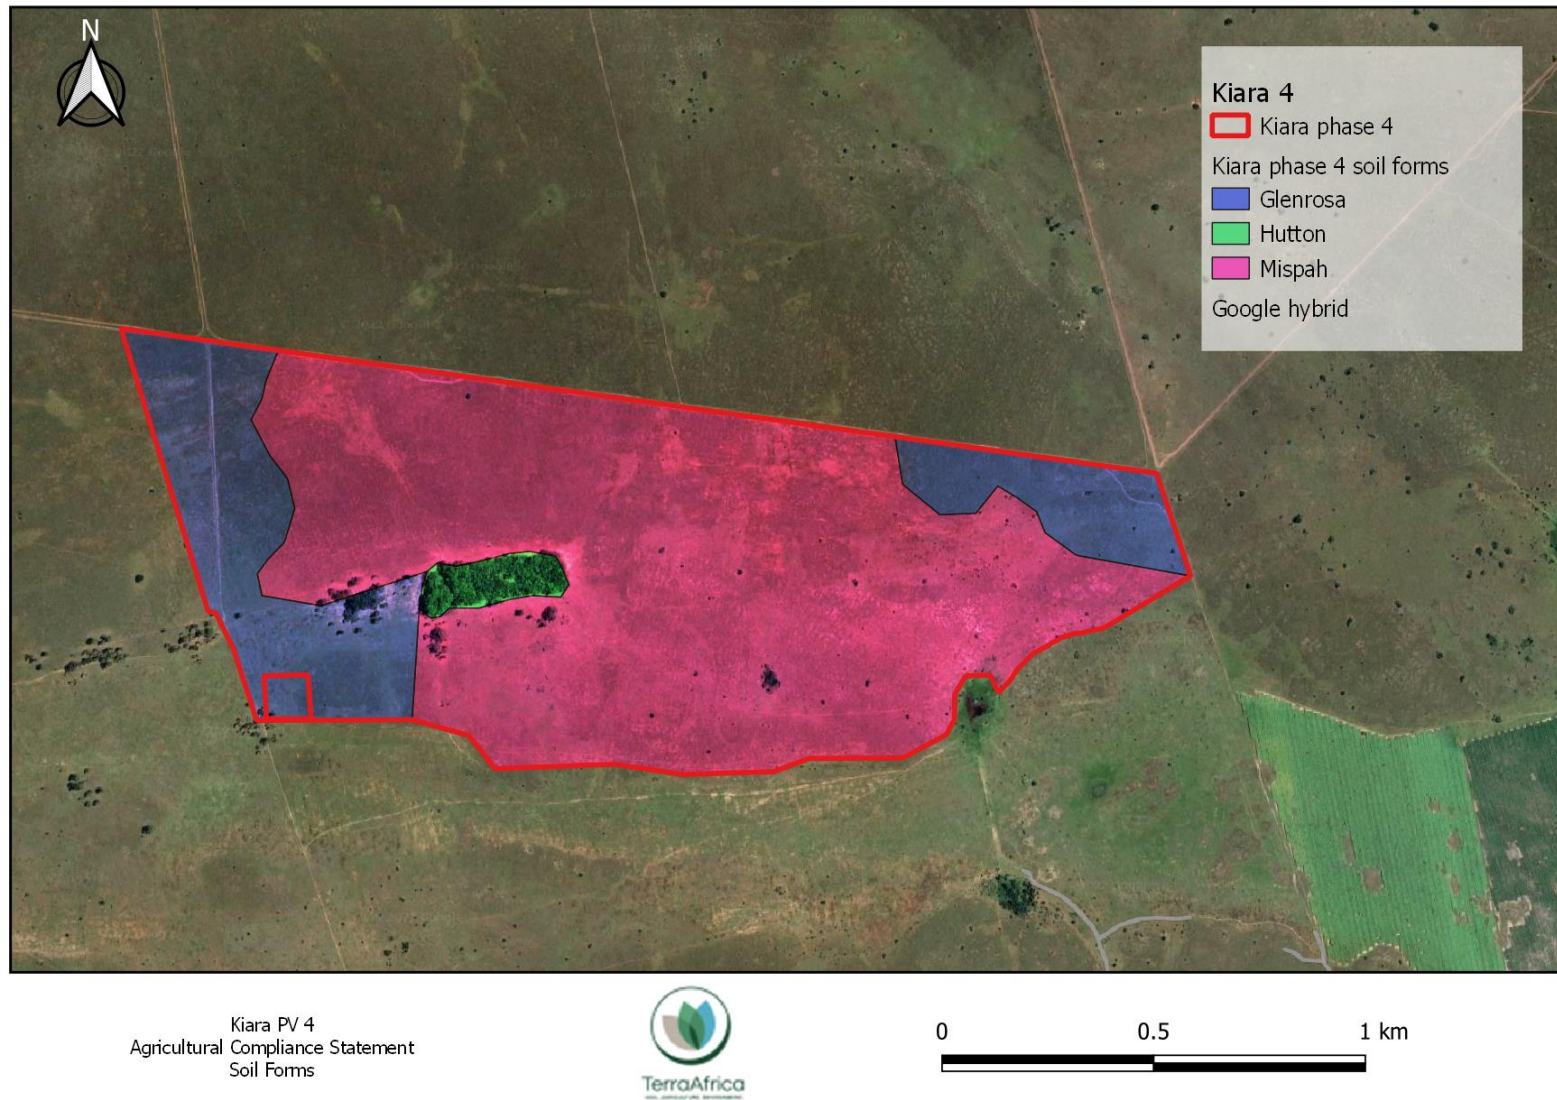 N
Kiara 4
Kiara phase 4
Kiara phase 4 soil forms
Glenrosa
Hutton
Mispah
Google hybrid
Kiara PV 4
Agricultural Compliance Statement
Soil Forms
TerraAfrica
0 0.5 1 km